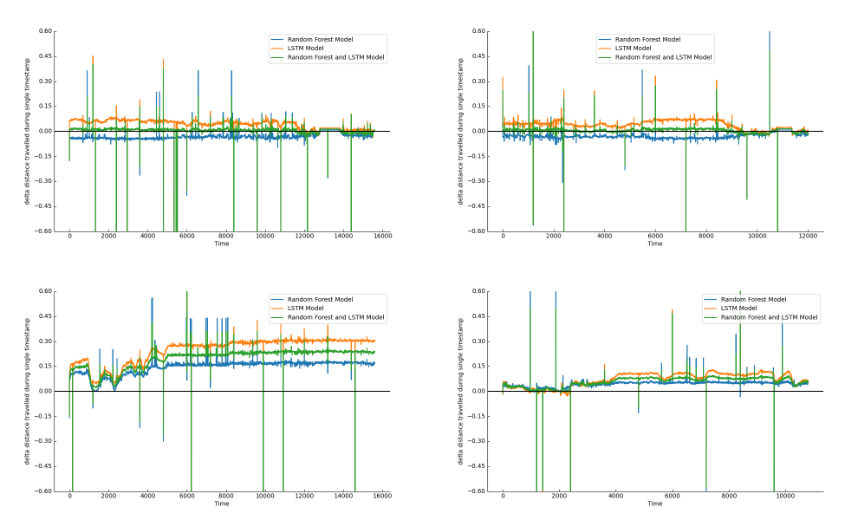 0.60
0.45
0.30
0.15
0.00
−0.15
−0.30
−0.45
−0.60
delta distance travelled during single timestamp
Random Forest Model
LSTM Model
Random Forest and LSTM Model
0 2000 4000 6000 8000 10000 12000 14000 16000
Time
0.60
0.45
0.30
0.15
0.00
−0.15
−0.30
−0.45
−0.60
delta distance travelled during single timestamp
Random Forest Model
LSTM Model
Random Forest and LSTM Model
0 2000 4000 6000 8000 10000 12000
Time
0.60
0.45
0.30
0.15
0.00
−0.15
−0.30
−0.45
−0.60
delta distance travelled during single timestamp
Random Forest Model
LSTM Model
Random Forest and LSTM Model
0 2000 4000 6000 8000 10000 12000 14000 16000
Time
0.60
0.45
0.30
0.15
0.00
−0.15
−0.30
−0.45
−0.60
delta distance travelled during single timestamp
Random Forest Model
LSTM Model
Random Forest and LSTM Model
0 2000 4000 6000 8000 10000
Time